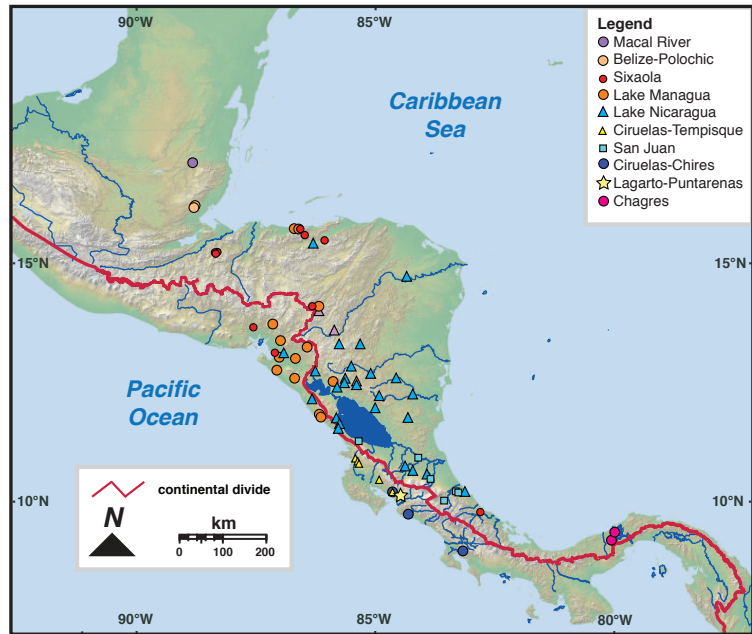 90°W
85°W
Legend
Macal River
Belize-Polochic
Sixaola
Lake Managua
Lake Nicaragua
Ciruelas-Tempisque
San Juan
Ciruelas-Chires
Lagarto-Puntarenas
Chagres
Caribbean
Sea
15°N
15°N
Pacific
Ocean
continental divide
N
km
0 100 200
10°N
10°N
90°W
85°W
80°W